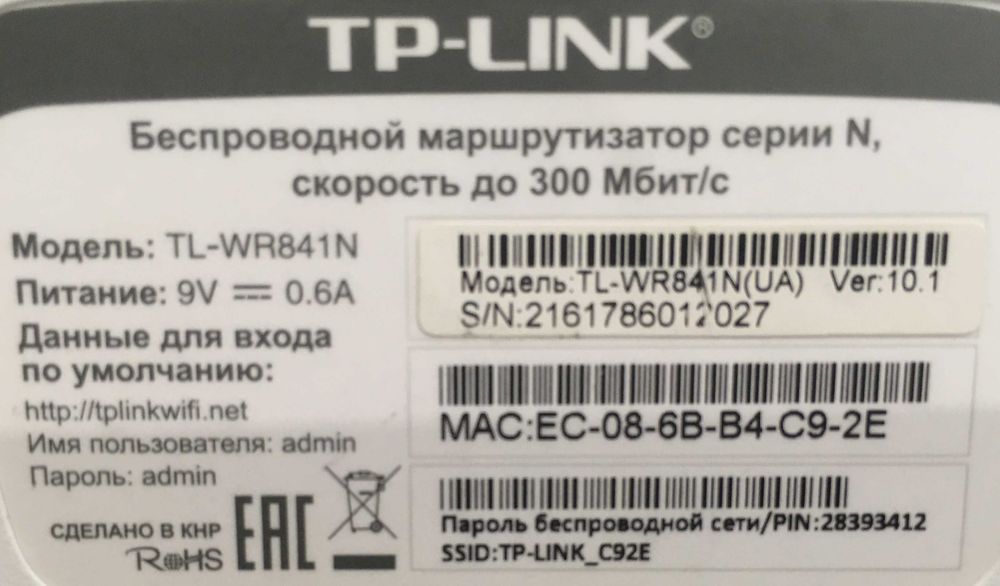 TP-LINK®
Беспроводной маршрутизатор серии N,
скорость до 300 Мбит/с
Модель: TL-WR841N
Питание: 9V ⎓ 0.6A
Данные для входа
по умолчанию:
http://tplinkwifi.net
Имя пользователя: admin
Пароль: admin
СДЕЛАНО В КНР
RoHS
EAC
Модель:TL-WR841N(UA) Ver:10.1
S/N:2161786012027
MAC:EC-08-6B-B4-C9-2E
Пароль беспроводной сети/PIN:28393412
SSID:TP-LINK_C92E